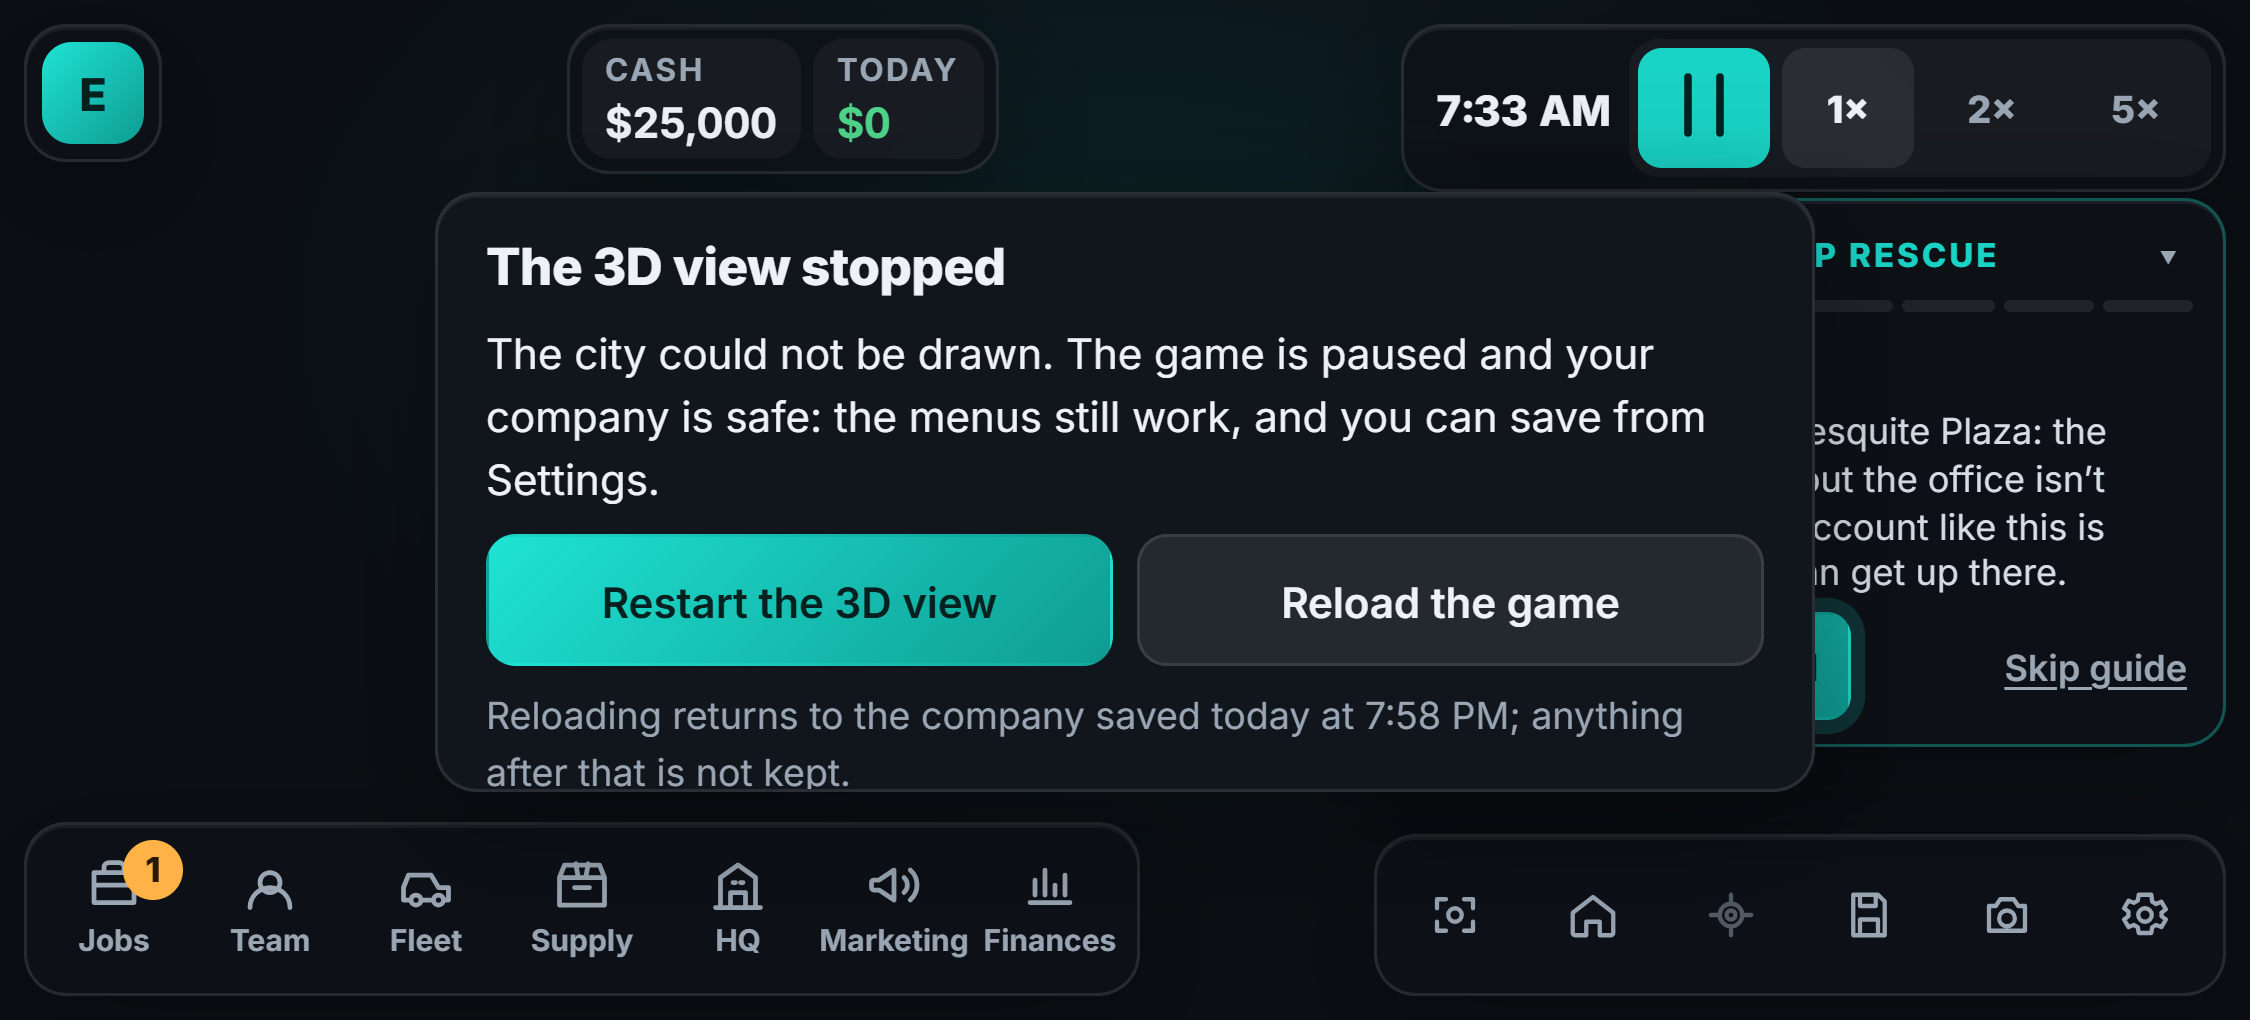 E
CASH
$25,000
TODAY
$0
7:33 AM
1×
2×
5×
The 3D view stopped
The city could not be drawn. The game is paused and your
company is safe: the menus still work, and you can save from
Settings.
Restart the 3D view
Reload the game
Reloading returns to the company saved today at 7:58 PM; anything
after that is not kept.
P RESCUE
esquite Plaza: the
out the office isn’t
ccount like this is
n get up there.
Skip guide
1
Jobs
Team
Fleet
Supply
HQ
Marketing
Finances